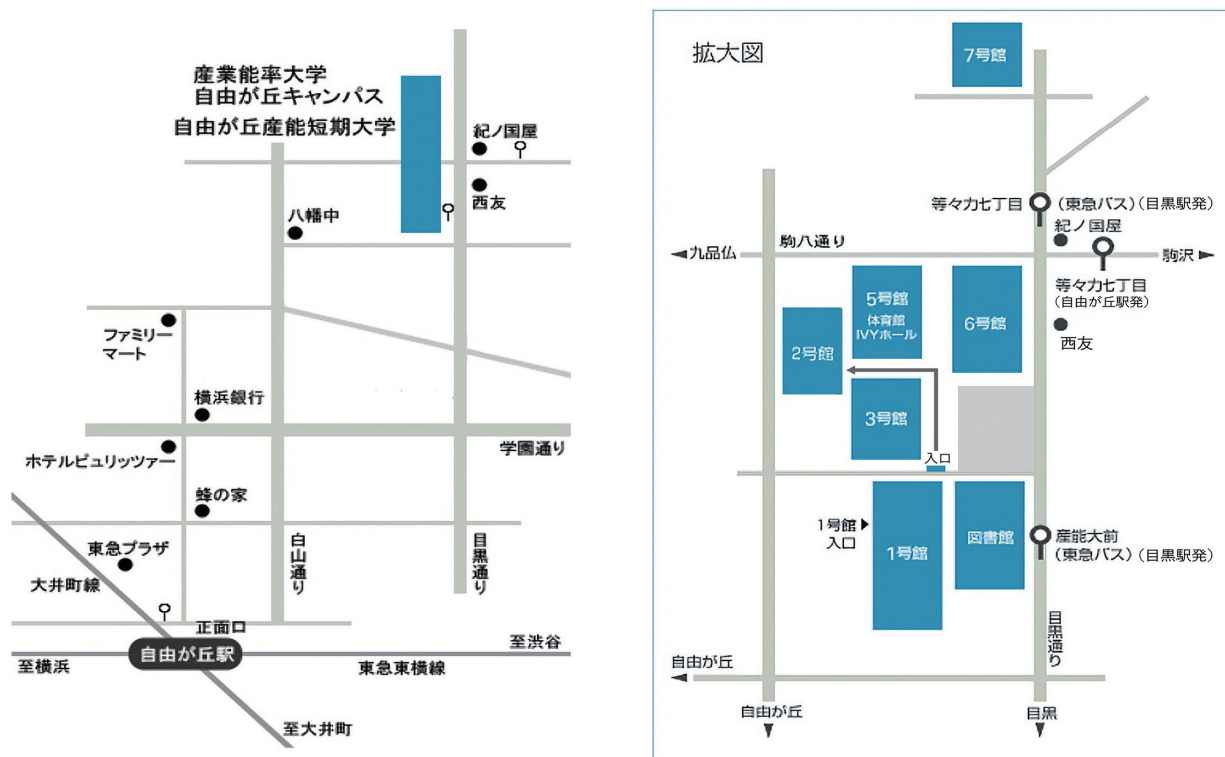 産業能率大学
自由が丘キャンパス
自由が丘産能短期大学
紀ノ国屋
西友
八幡中
ファミリー
マート
横浜銀行
学園通り
ホテルピュリッツァー
蜂の家
東急プラザ
白山通り
目黒通り
大井町線
正面口
自由が丘駅
至渋谷
至横浜
東急東横線
至大井町
拡大図
7号館
等々力七丁目
(東急バス)(目黒駅発)
紀ノ国屋
九品仏
駒八通り
駒沢
等々力七丁目
(自由が丘駅発)
5号館
体育館
IVYホール
6号館
西友
2号館
3号館
入口
1号館
入口
1号館
図書館
産能大前
(東急バス)(目黒駅発)
目黒通り
自由が丘
自由が丘
目黒